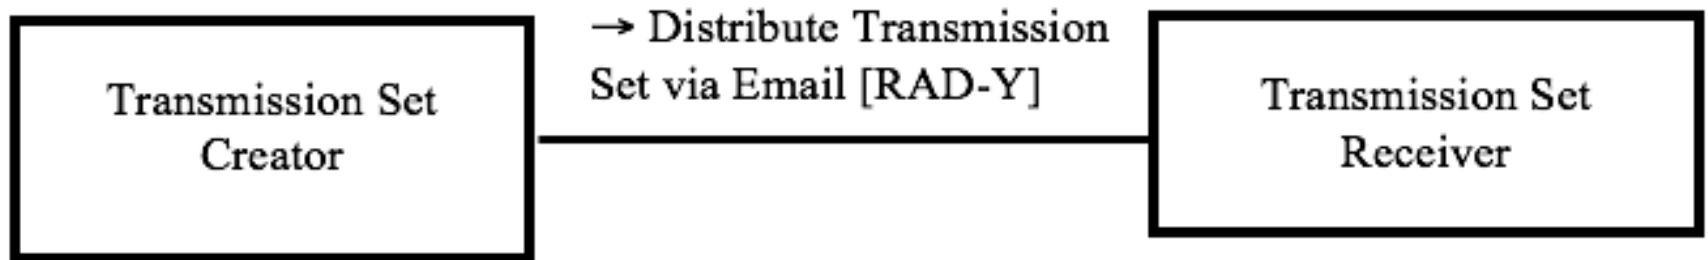 Transmission Set
Creator
→ Distribute Transmission
Set via Email [RAD-Y]
Transmission Set
Receiver